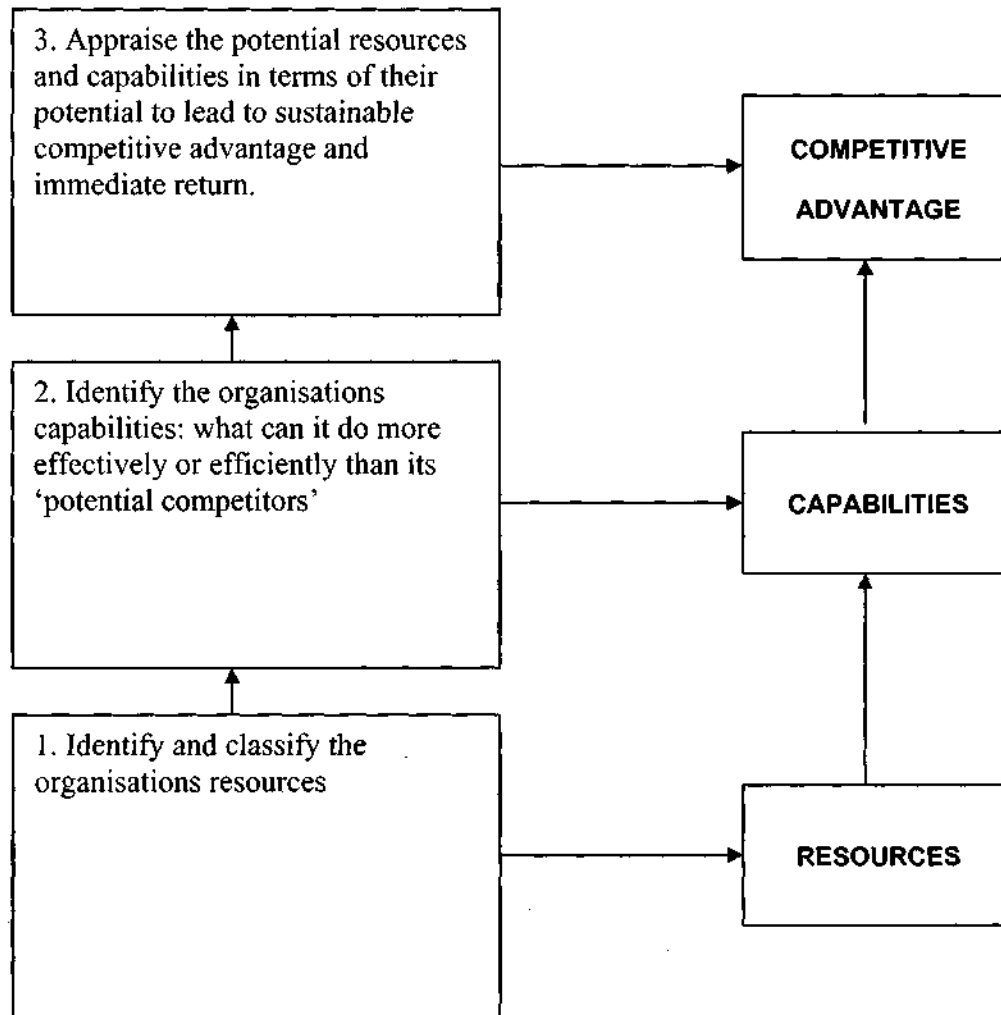 3. Appraise the potential resources
and capabilities in terms of their
potential to lead to sustainable
competitive advantage and
immediate return.
COMPETITIVE
ADVANTAGE
2. Identify the organisations
capabilities: what can it do more
effectively or efficiently than its
‘potential competitors’
CAPABILITIES
1. Identify and classify the
organisations resources
RESOURCES